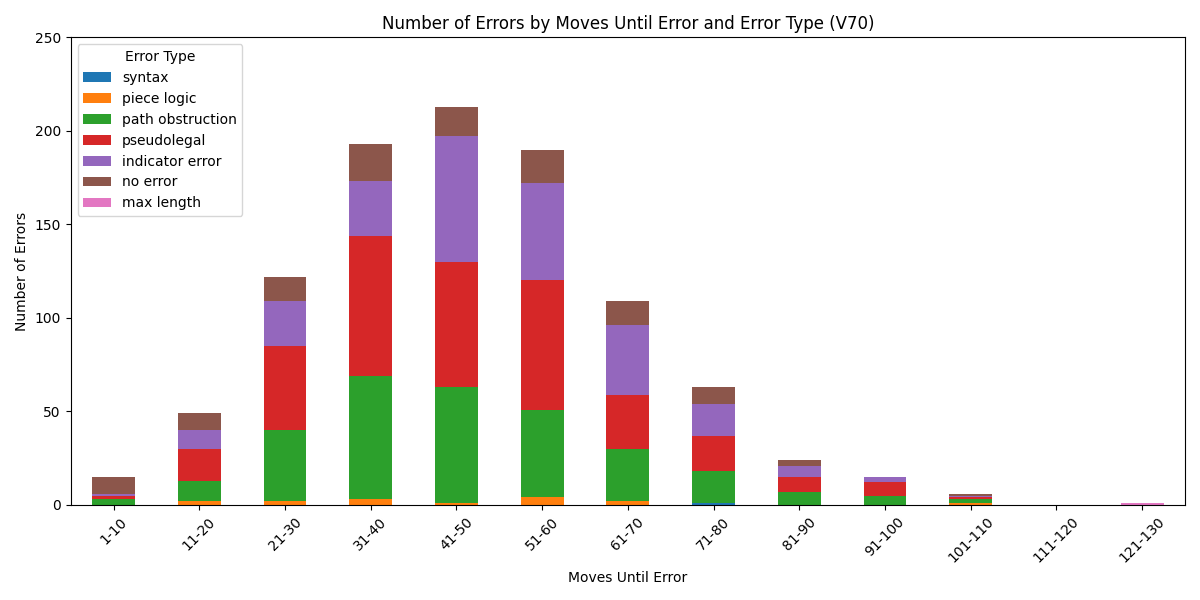 Number of Errors by Moves Until Error and Error Type (V70)
250
200
150
100
50
0
Number of Errors
Error Type
syntax
piece logic
path obstruction
pseudolegal
indicator error
no error
max length
1-10
11-20
21-30
31-40
41-50
51-60
61-70
71-80
81-90
91-100
101-110
111-120
121-130
Moves Until Error